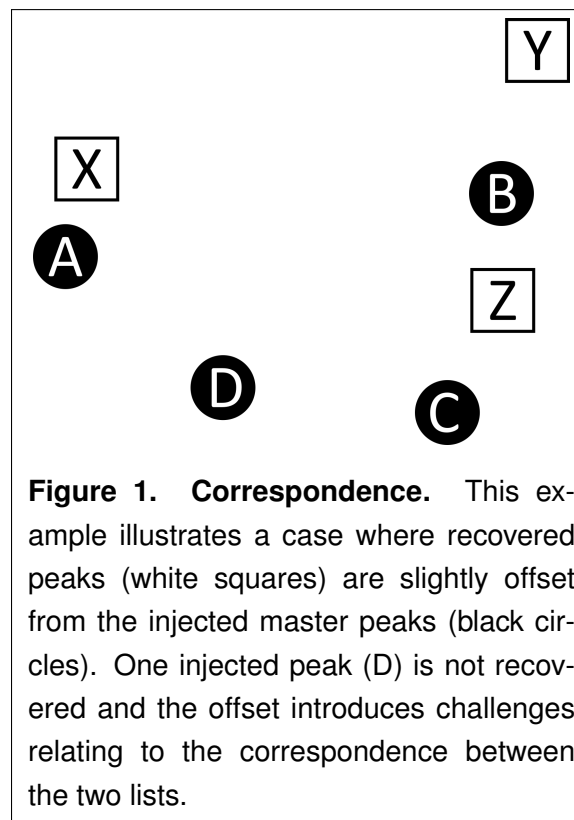 Y
X
B
A
Z
D
C
Figure 1. Correspondence. This ex-
ample illustrates a case where recovered
peaks (white squares) are slightly offset
from the injected master peaks (black cir-
cles). One injected peak (D) is not recov-
ered and the offset introduces challenges
relating to the correspondence between
the two lists.